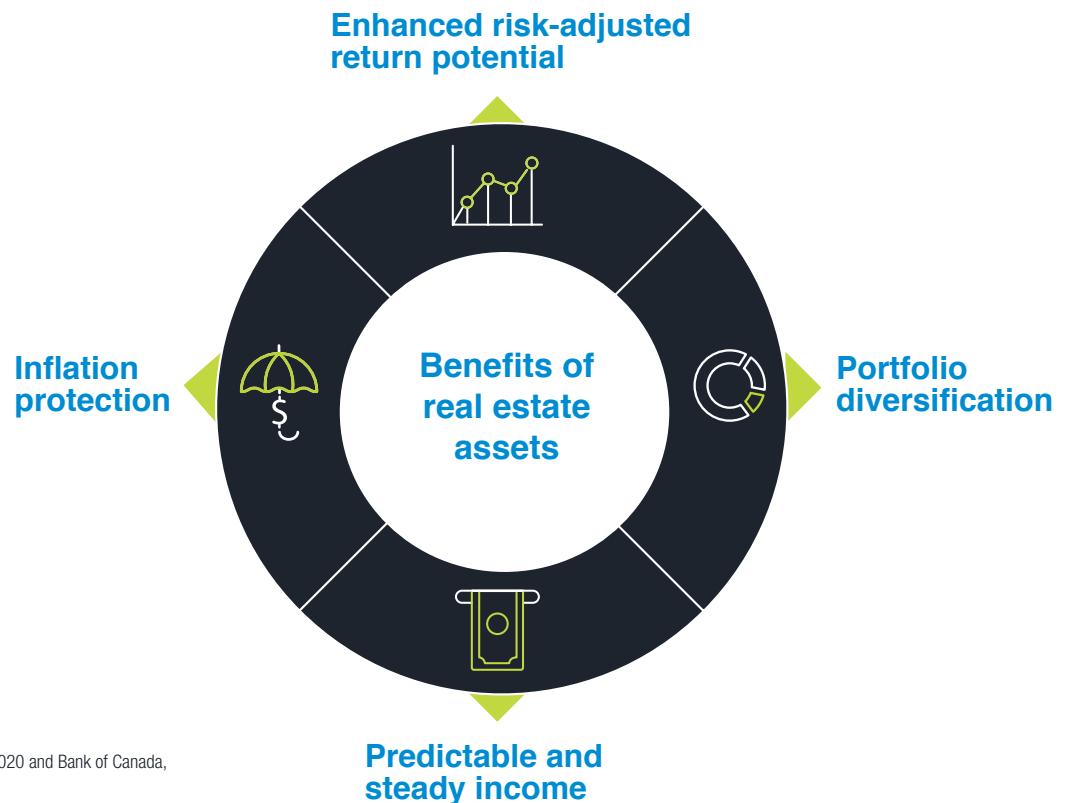 Enhanced risk-adjusted
return potential
Inflation
protection
Benefits of
real estate
assets
Portfolio
diversification
$
Predictable and
steady income
020 and Bank of Canada,